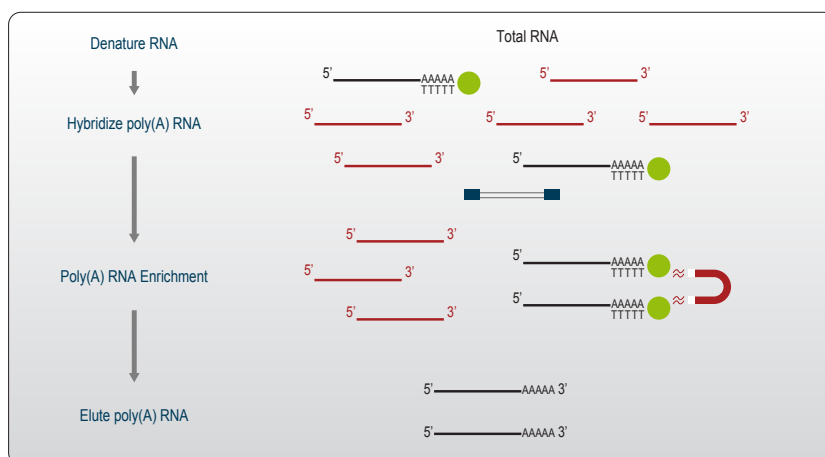 Denature RNA
Total RNA
5’ AAAAA
TTTTT
5’ 3’
Hybridize poly(A) RNA
5’ 3’
5’ 3’
5’ 3’
5’ 3’
5’ AAAAA
TTTTT
5’ 3’
Poly(A) RNA Enrichment
5’ 3’
5’ AAAAA
TTTTT
5’ 3’
5’ AAAAA
TTTTT
5’ AAAAA 3’
Elute poly(A) RNA
5’ AAAAA 3’